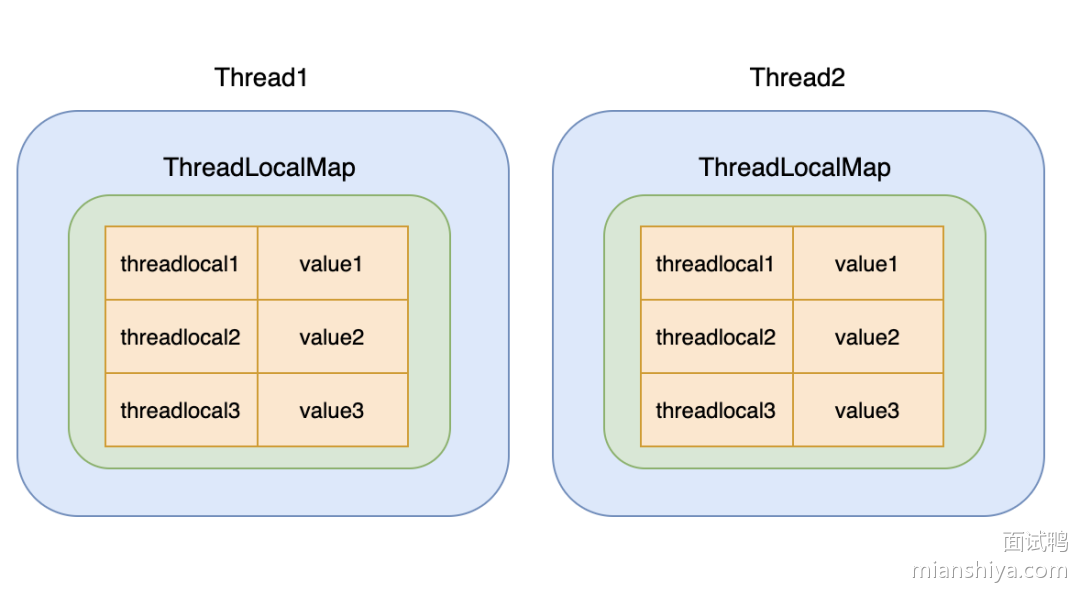 Thread1
ThreadLocalMap
threadlocal1 value1
threadlocal2 value2
threadlocal3 value3
Thread2
ThreadLocalMap
threadlocal1 value1
threadlocal2 value2
threadlocal3 value3
面试鸭
mianshiya.com